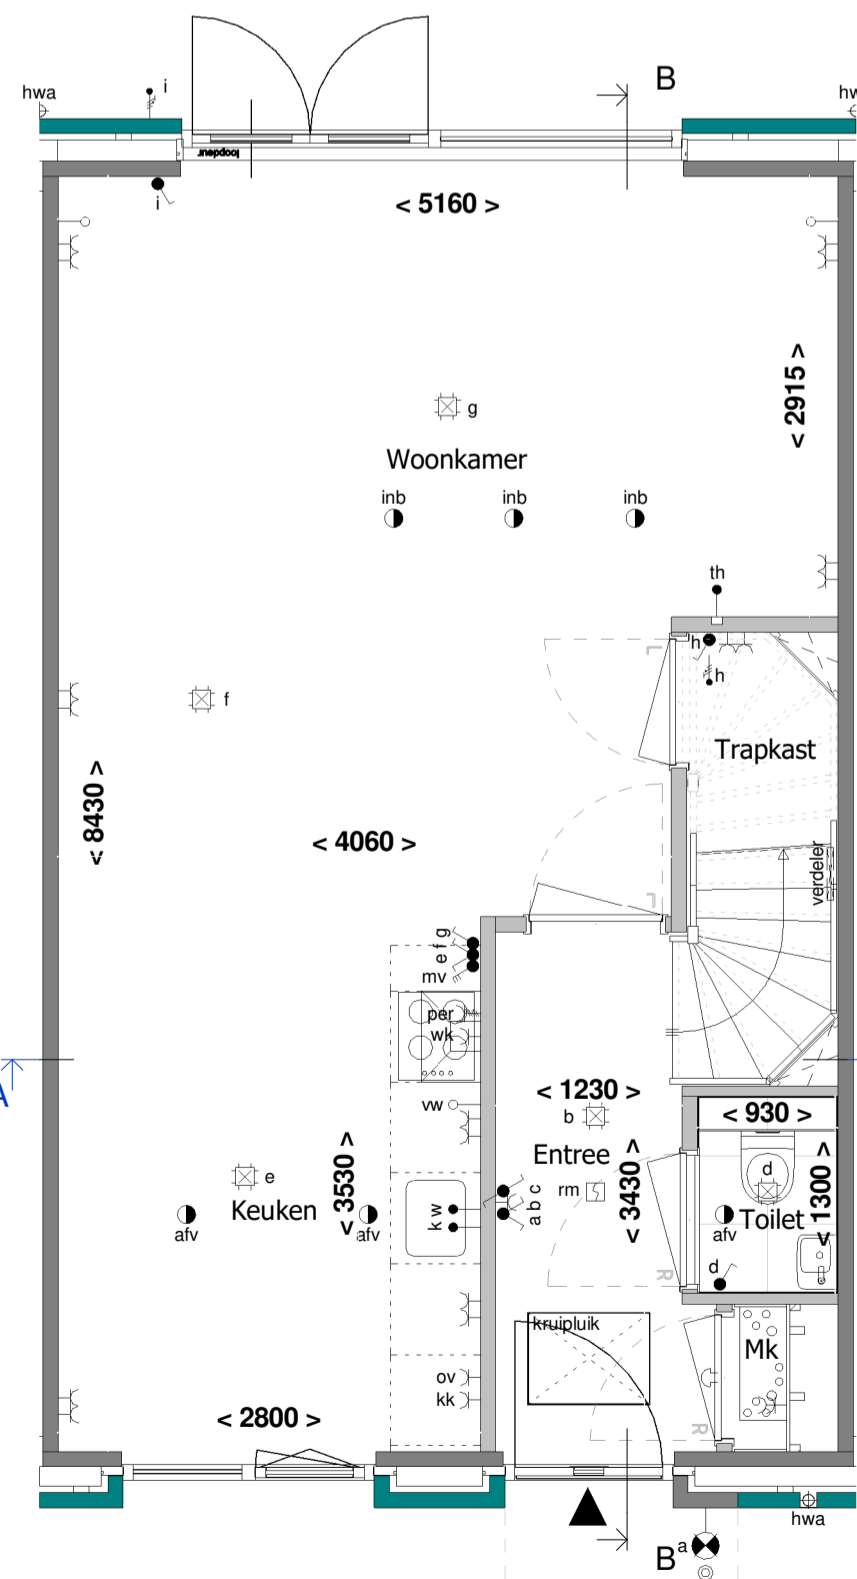 B
hwa
i
hw
loopdeur
i
< 5160 >
< 2915 >
g
Woonkamer
inb
inb
inb
th
h
L
h
f
Trapkast
< 8430 >
< 4060 >
verdeler
L
e f g
mv
per
wk
A
< 1230 >
< 930 >
vw
b
Entree
d
e
< 3530 >
rm
a b c
< 3430 >
< 1300 >
Keuken
k w
Toilet
afv
afv
afv
d
R
kruipluik
Mk
ov
kk
< 2800 >
R
hwa
B
a